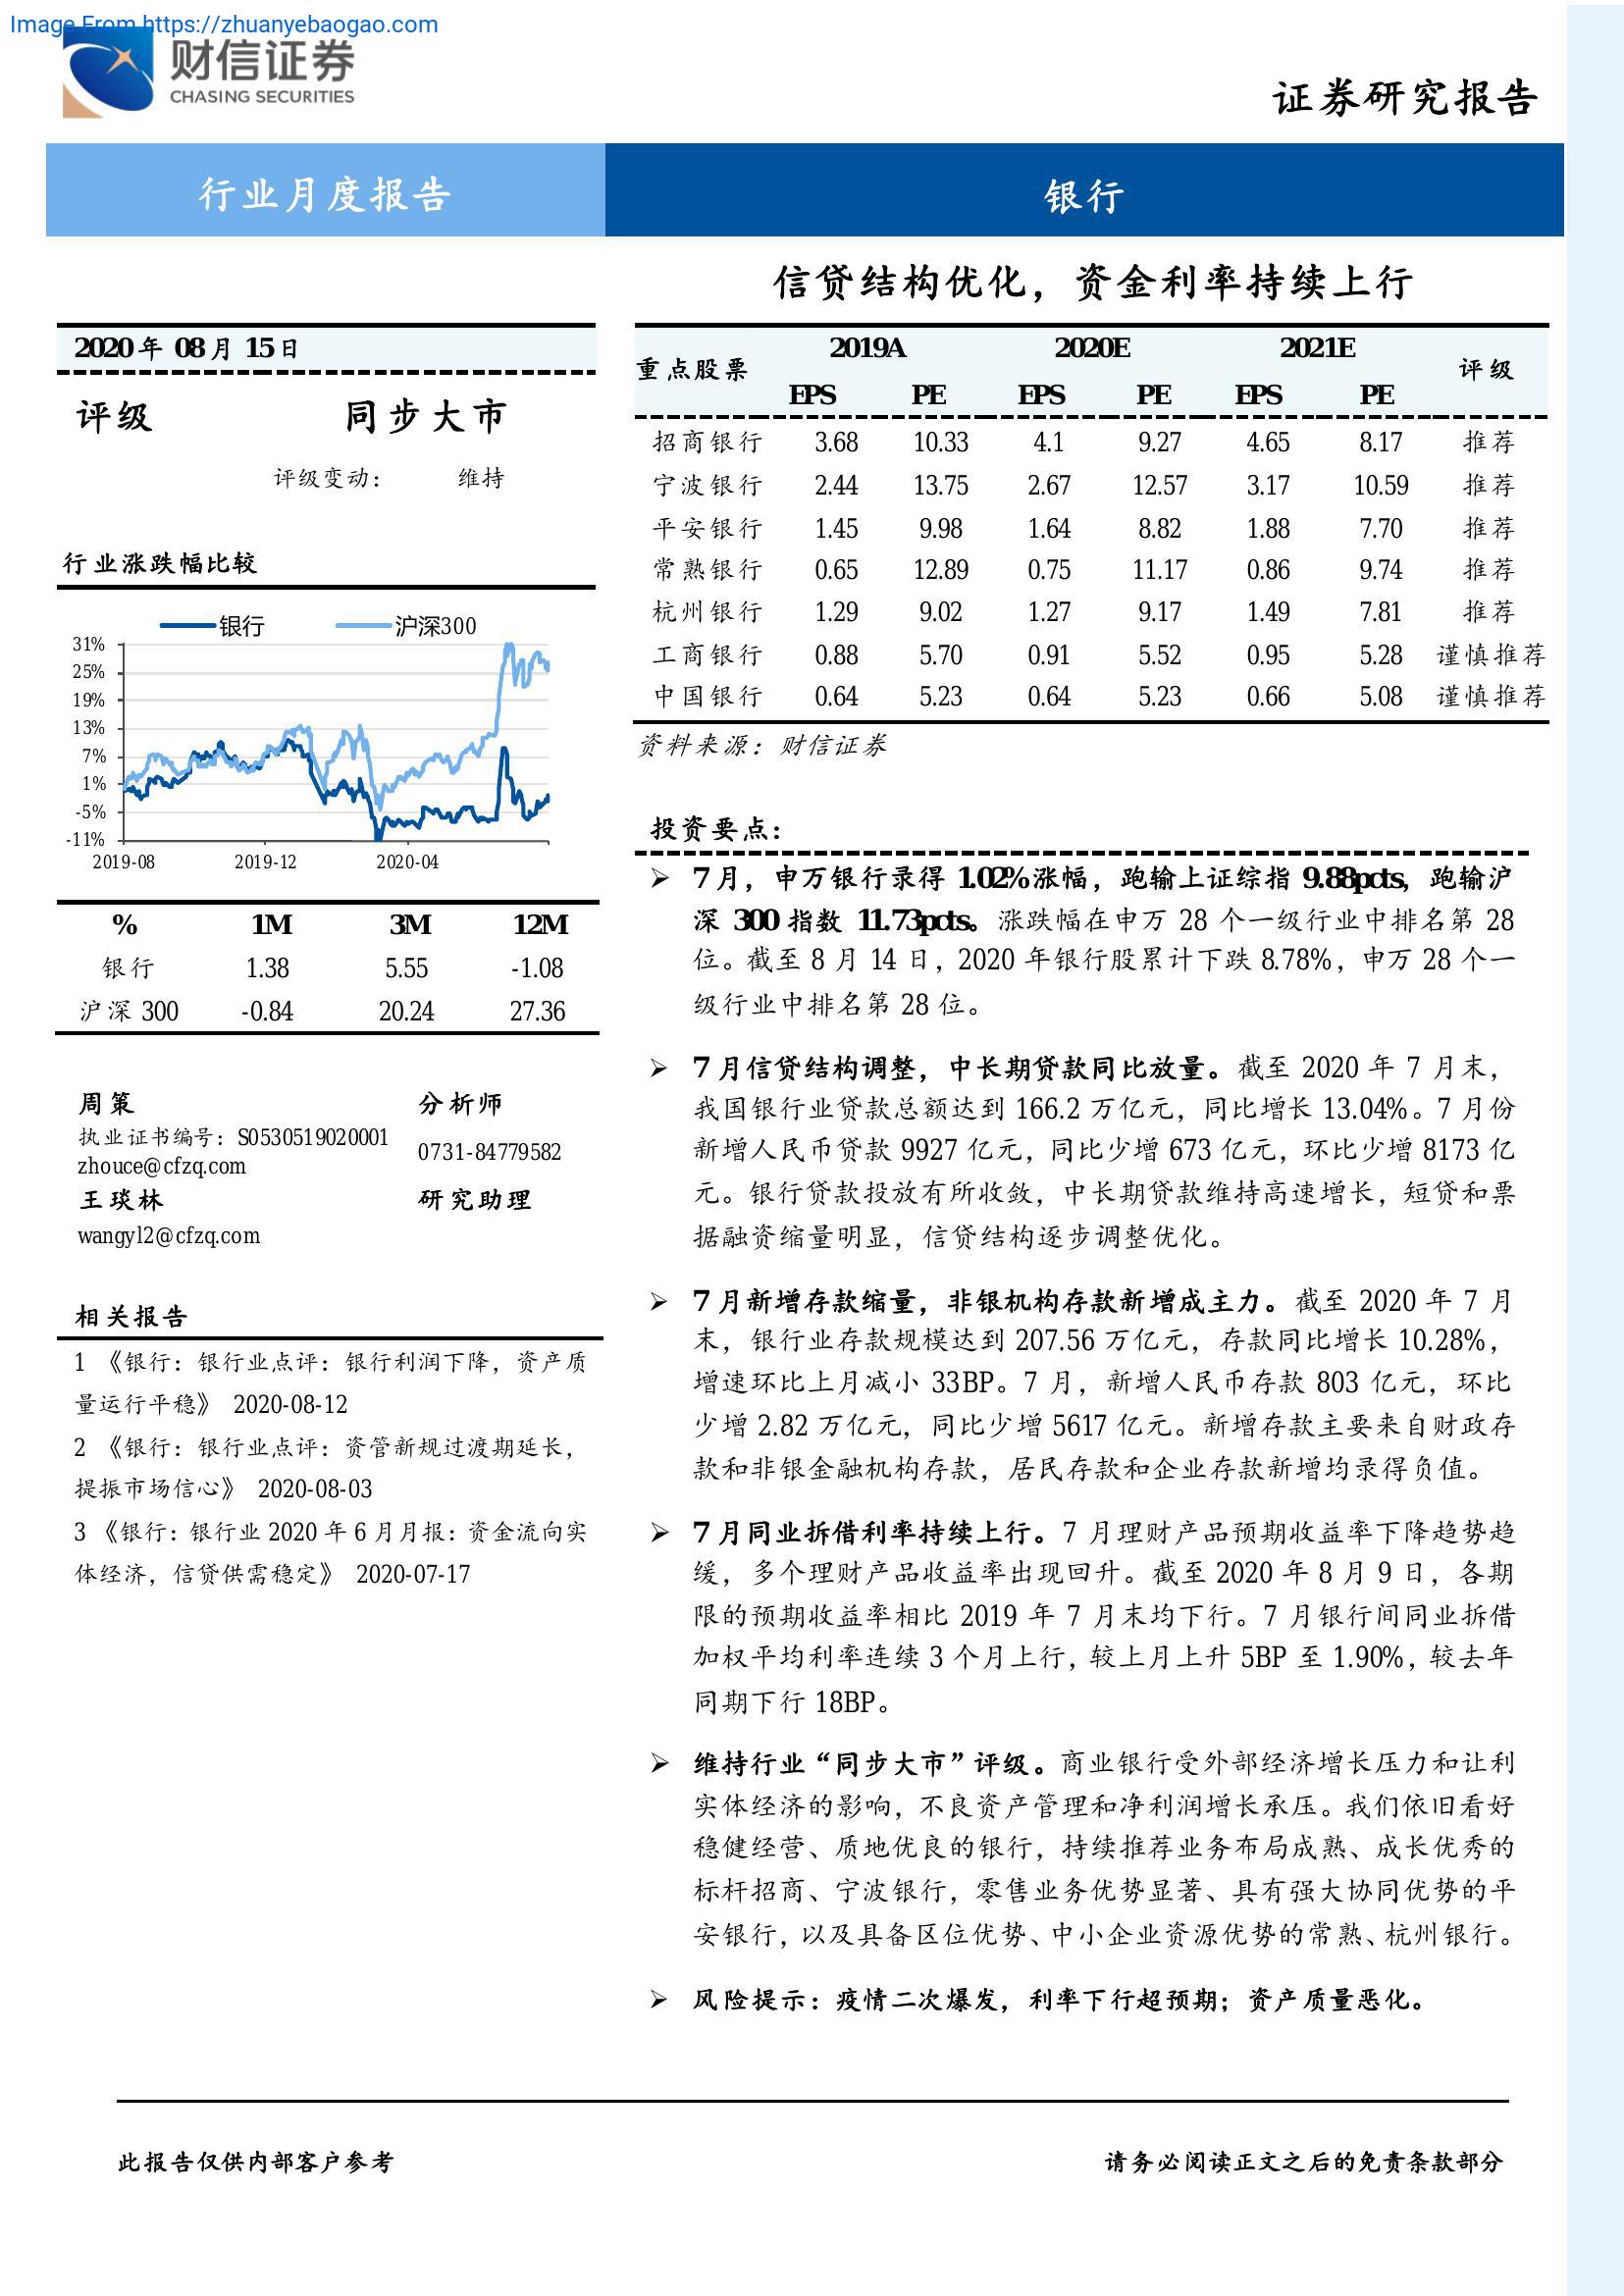 Image From https://zhuanyebaogao.com
财信证券
CHASING SECURITIES
证券研究报告
行业月度报告
银行
信贷结构优化，资金利率持续上行
2020 年 08 月 15 日
评级 同步大市
评级变动： 维持
行业涨跌幅比较
银行 沪深300
31%
25%
19%
13%
7%
1%
-5%
-11%
2019-08 2019-12 2020-04
% 1M 3M 12M
银行 1.38 5.55 -1.08
沪深 300 -0.84 20.24 27.36
周策 分析师
执业证书编号：S0530519020001 0731-84779582
zhouce@cfzq.com
王琰林 研究助理
wangyl2@cfzq.com
相关报告
1 《银行：银行业点评：银行利润下降，资产质
量运行平稳》 2020-08-12
2 《银行：银行业点评：资管新规过渡期延长，
提振市场信心》 2020-08-03
3 《银行：银行业 2020 年 6 月月报：资金流向实
体经济，信贷供需稳定》 2020-07-17
重点股票 2019A 2020E 2021E 评级
EPS PE EPS PE EPS PE
招商银行 3.68 10.33 4.1 9.27 4.65 8.17 推荐
宁波银行 2.44 13.75 2.67 12.57 3.17 10.59 推荐
平安银行 1.45 9.98 1.64 8.82 1.88 7.70 推荐
常熟银行 0.65 12.89 0.75 11.17 0.86 9.74 推荐
杭州银行 1.29 9.02 1.27 9.17 1.49 7.81 推荐
工商银行 0.88 5.70 0.91 5.52 0.95 5.28 谨慎推荐
中国银行 0.64 5.23 0.64 5.23 0.66 5.08 谨慎推荐
资料来源：财信证券
投资要点：
➢ 7 月，申万银行录得 1.02%涨幅，跑输上证综指 9.88pcts，跑输沪
深 300 指数 11.73pcts。涨跌幅在申万 28 个一级行业中排名第 28
位。截至 8 月 14 日，2020 年银行股累计下跌 8.78%，申万 28 个一
级行业中排名第 28 位。
➢ 7 月信贷结构调整，中长期贷款同比放量。截至 2020 年 7 月末，
我国银行业贷款总额达到 166.2 万亿元，同比增长 13.04%。7 月份
新增人民币贷款 9927 亿元，同比少增 673 亿元，环比少增 8173 亿
元。银行贷款投放有所收敛，中长期贷款维持高速增长，短贷和票
据融资缩量明显，信贷结构逐步调整优化。
➢ 7 月新增存款缩量，非银机构存款新增成主力。截至 2020 年 7 月
末，银行业存款规模达到 207.56 万亿元，存款同比增长 10.28%，
增速环比上月减小 33BP。7 月，新增人民币存款 803 亿元，环比
少增 2.82 万亿元，同比少增 5617 亿元。新增存款主要来自财政存
款和非银金融机构存款，居民存款和企业存款新增均录得负值。
➢ 7 月同业拆借利率持续上行。7 月理财产品预期收益率下降趋势趋
缓，多个理财产品收益率出现回升。截至 2020 年 8 月 9 日，各期
限的预期收益率相比 2019 年 7 月末均下行。7 月银行间同业拆借
加权平均利率连续 3 个月上行，较上月上升 5BP 至 1.90%，较去年
同期下行 18BP。
➢ 维持行业“同步大市”评级。商业银行受外部经济增长压力和让利
实体经济的影响，不良资产管理和净利润增长承压。我们依旧看好
稳健经营、质地优良的银行，持续推荐业务布局成熟、成长优秀的
标杆招商、宁波银行，零售业务优势显著、具有强大协同优势的平
安银行，以及具备区位优势、中小企业资源优势的常熟、杭州银行。
➢ 风险提示：疫情二次爆发，利率下行超预期；资产质量恶化。
此报告仅供内部客户参考
请务必阅读正文之后的免责条款部分